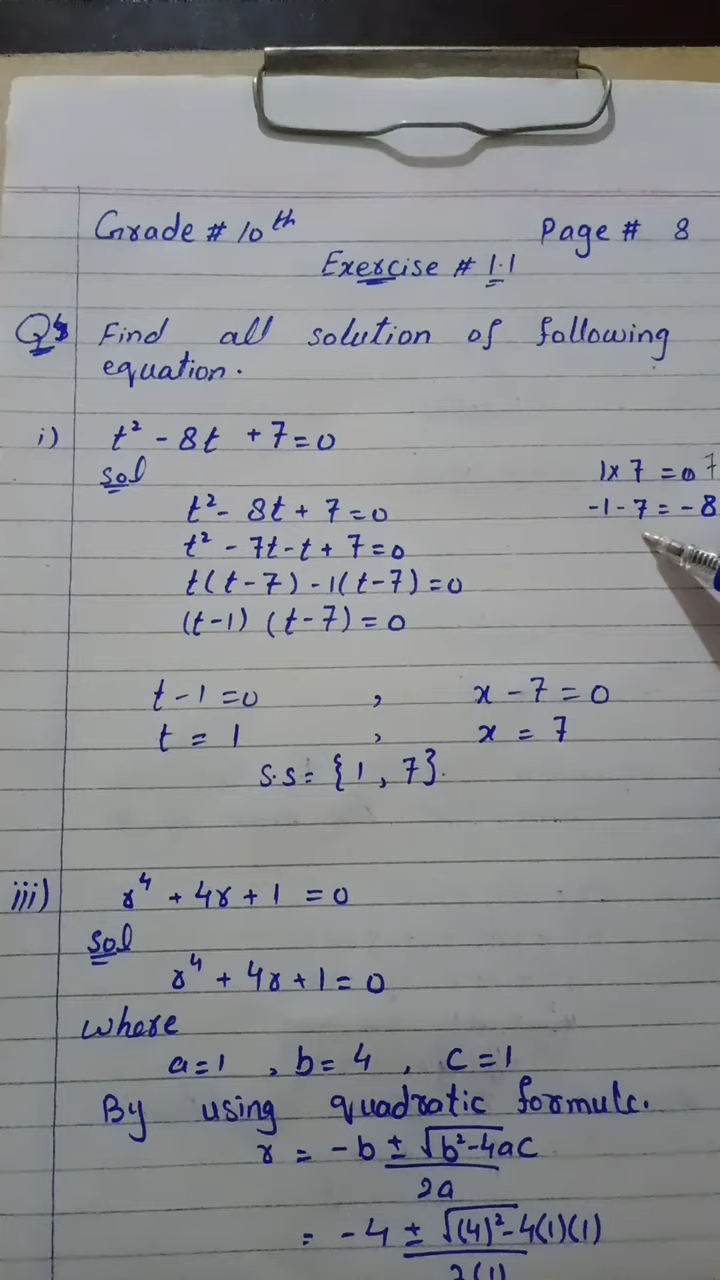 Grade # 10th Page # 8
Exercise # 1.1
Q4 Find all solution of following
equation.
i) t² - 8t + 7 = 0
Sol
1 x 7 = 7
t² - 8t + 7 = 0
-1 - 7 = -8
t² - 7t - t + 7 = 0
t(t-7) - 1(t-7) = 0
(t-1) (t-7) = 0
t - 1 = 0 , x - 7 = 0
t = 1 , x = 7
S.S = {1, 7}.
iii) r⁴ + 4r + 1 = 0
Sol
r⁴ + 4r + 1 = 0
where
a = 1 , b = 4 , c = 1
By using quadratic formula.
r = -b ± √b²-4ac / 2a
= -4 ± √(4)² - 4(1)(1) / 2(1)